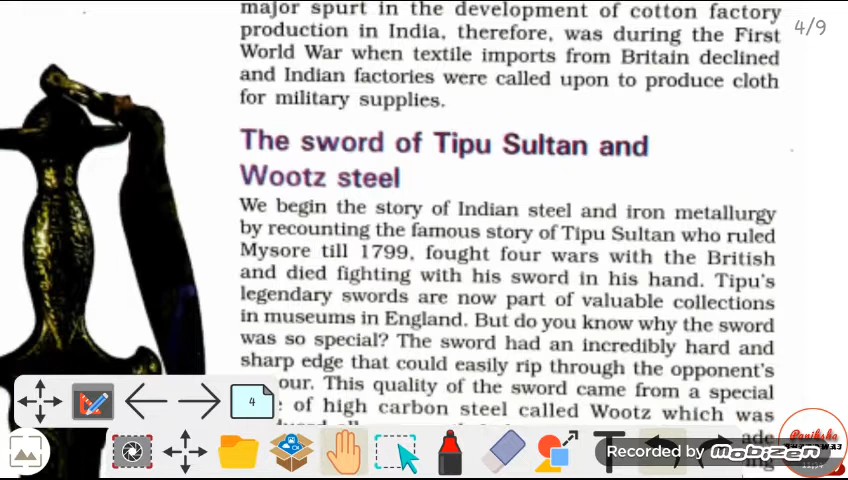 major spurt in the development of cotton factory
4/9
production in India, therefore, was during the First
World War when textile imports from Britain declined
and Indian factories were called upon to produce cloth
for military supplies.
The sword of Tipu Sultan and
Wootz steel
We begin the story of Indian steel and iron metallurgy
by recounting the famous story of Tipu Sultan who ruled
Mysore till 1799, fought four wars with the British
and died fighting with his sword in his hand. Tipu's
legendary swords are now part of valuable collections
in museums in England. But do you know why the sword
was so special? The sword had an incredibly hard and
sharp edge that could easily rip through the opponent's
our. This quality of the sword came from a special
4
of high carbon steel called Wootz which was
Pariksha
ade
Recorded by mobizen
ng